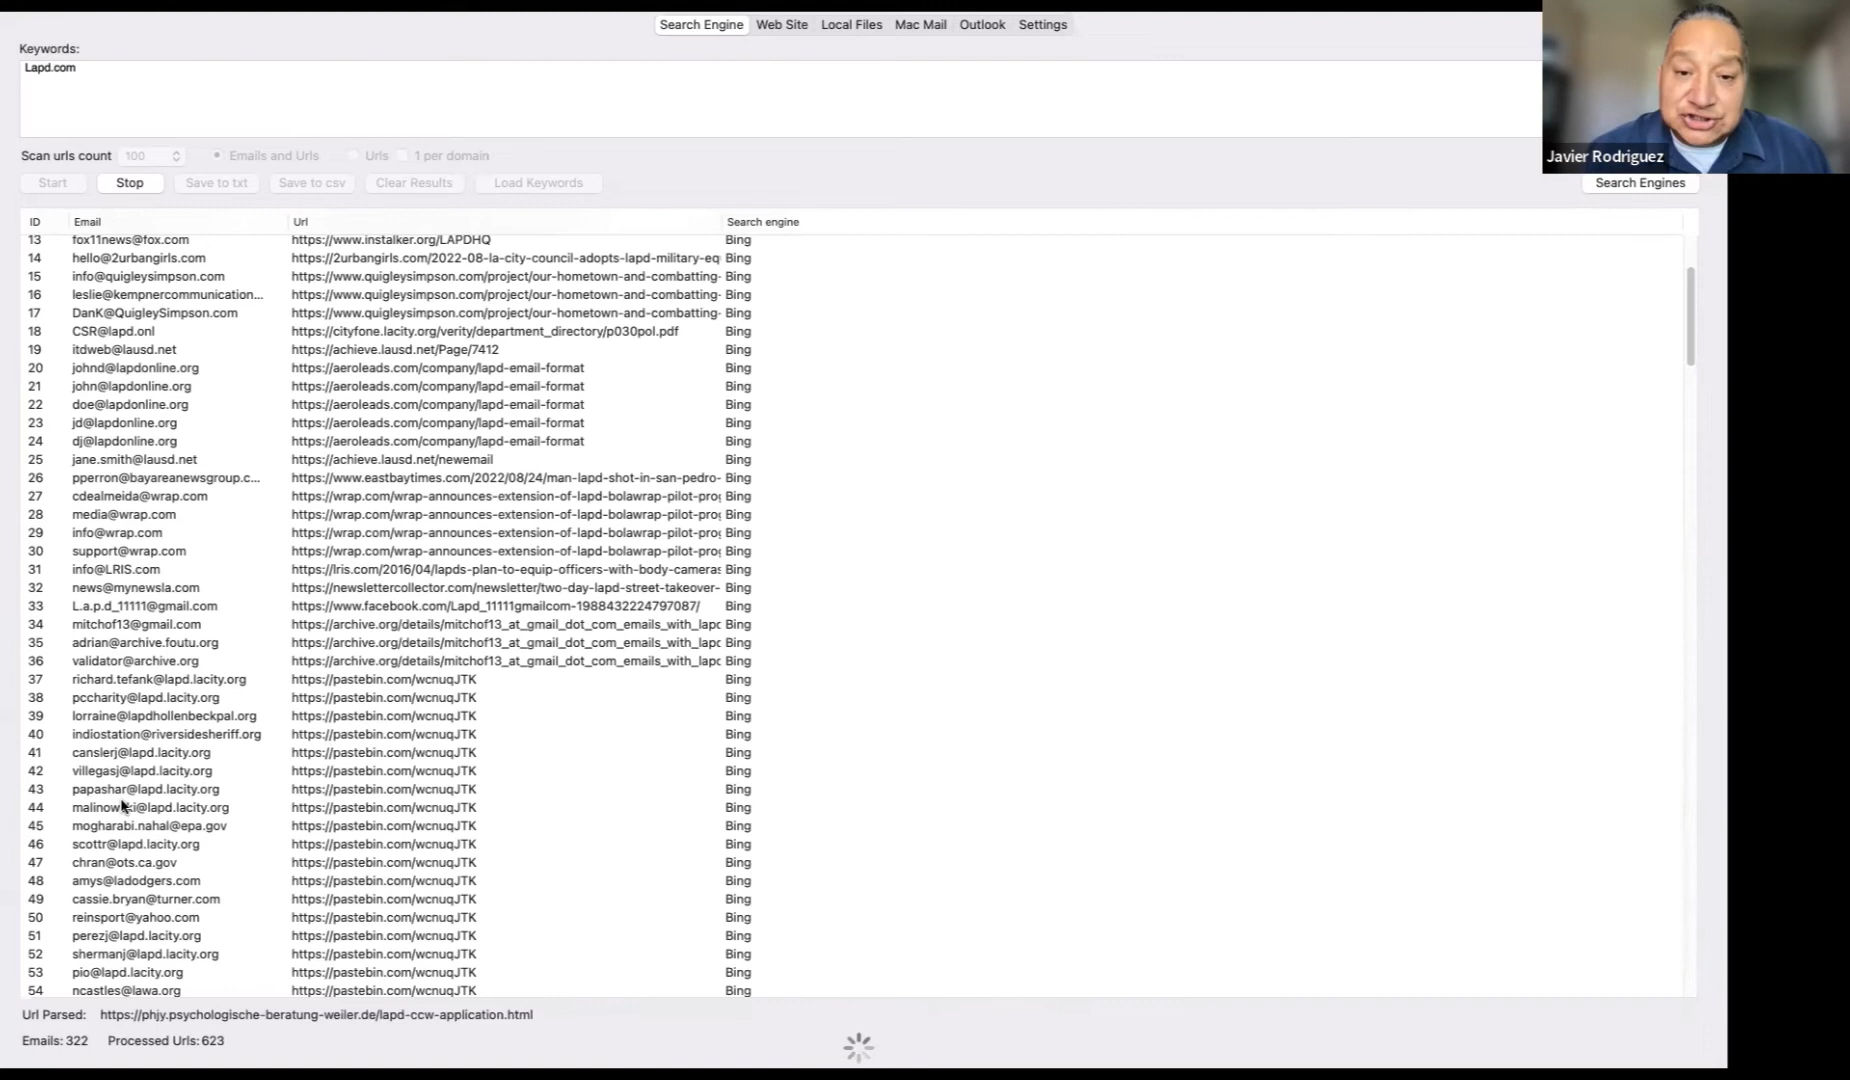 Search Engine Web Site Local Files Mac Mail Outlook Settings
Keywords:
Lapd.com
Javier Rodriguez
Scan urls count 100 Emails and Urls Urls 1 per domain
Start Stop Save to txt Save to csv Clear Results Load Keywords Search Engines
ID Email Url Search engine
13 fox11news@fox.com https://www.instalker.org/LAPDHQ Bing
14 hello@2urbangirls.com https://2urbangirls.com/2022-08-la-city-council-adopts-lapd-military-eq Bing
15 info@quigleysimpson.com https://www.quigleysimpson.com/project/our-hometown-and-combatting- Bing
16 leslie@kempnercommunication... https://www.quigleysimpson.com/project/our-hometown-and-combatting- Bing
17 DanK@QuigleySimpson.com https://www.quigleysimpson.com/project/our-hometown-and-combatting- Bing
18 CSR@lapd.onl https://cityfone.lacity.org/verity/department_directory/p030pol.pdf Bing
19 itdweb@lausd.net https://achieve.lausd.net/Page/7412 Bing
20 johnd@lapdonline.org https://aeroleads.com/company/lapd-email-format Bing
21 john@lapdonline.org https://aeroleads.com/company/lapd-email-format Bing
22 doe@lapdonline.org https://aeroleads.com/company/lapd-email-format Bing
23 jd@lapdonline.org https://aeroleads.com/company/lapd-email-format Bing
24 dj@lapdonline.org https://aeroleads.com/company/lapd-email-format Bing
25 jane.smith@lausd.net https://achieve.lausd.net/newemail Bing
26 pperron@bayareanewsgroup.c... https://www.eastbaytimes.com/2022/08/24/man-lapd-shot-in-san-pedro- Bing
27 cdealmeida@wrap.com https://wrap.com/wrap-announces-extension-of-lapd-bolawrap-pilot-prog Bing
28 media@wrap.com https://wrap.com/wrap-announces-extension-of-lapd-bolawrap-pilot-prog Bing
29 info@wrap.com https://wrap.com/wrap-announces-extension-of-lapd-bolawrap-pilot-prog Bing
30 support@wrap.com https://wrap.com/wrap-announces-extension-of-lapd-bolawrap-pilot-prog Bing
31 info@LRIS.com https://lris.com/2016/04/lapds-plan-to-equip-officers-with-body-cameras Bing
32 news@mynewsla.com https://newslettercollector.com/newsletter/two-day-lapd-street-takeover- Bing
33 L.a.p.d_11111@gmail.com https://www.facebook.com/Lapd_11111gmailcom-1988432224797087/ Bing
34 mitchof13@gmail.com https://archive.org/details/mitchof13_at_gmail_dot_com_emails_with_lapd Bing
35 adrian@archive.foutu.org https://archive.org/details/mitchof13_at_gmail_dot_com_emails_with_lapd Bing
36 validator@archive.org https://archive.org/details/mitchof13_at_gmail_dot_com_emails_with_lapd Bing
37 richard.tefank@lapd.lacity.org https://pastebin.com/wcnuqJTK Bing
38 pccharity@lapd.lacity.org https://pastebin.com/wcnuqJTK Bing
39 lorraine@lapdhollenbeckpal.org https://pastebin.com/wcnuqJTK Bing
40 indiostation@riversidesheriff.org https://pastebin.com/wcnuqJTK Bing
41 canslerj@lapd.lacity.org https://pastebin.com/wcnuqJTK Bing
42 villegasj@lapd.lacity.org https://pastebin.com/wcnuqJTK Bing
43 papashar@lapd.lacity.org https://pastebin.com/wcnuqJTK Bing
44 https://pastebin.com/wcnuqJTK Bing
45 mogharabi.nahal@epa.gov https://pastebin.com/wcnuqJTK Bing
46 scottr@lapd.lacity.org https://pastebin.com/wcnuqJTK Bing
47 chran@ots.ca.gov https://pastebin.com/wcnuqJTK Bing
48 amys@ladodgers.com https://pastebin.com/wcnuqJTK Bing
49 cassie.bryan@turner.com https://pastebin.com/wcnuqJTK Bing
50 reinsport@yahoo.com https://pastebin.com/wcnuqJTK Bing
51 perezj@lapd.lacity.org https://pastebin.com/wcnuqJTK Bing
52 shermanj@lapd.lacity.org https://pastebin.com/wcnuqJTK Bing
53 pio@lapd.lacity.org https://pastebin.com/wcnuqJTK Bing
54 ncastles@lawa.org https://pastebin.com/wcnuqJTK Bing
Url Parsed: https://phjy.psychologische-beratung-weiler.de/lapd-ccw-application.html
Emails: 322 Processed Urls: 623